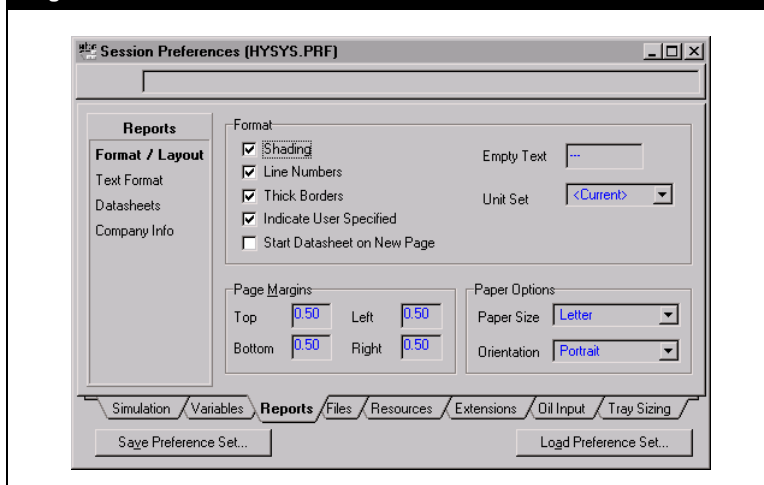 Session Preferences (HYSYS.PRF)
Reports
Format / Layout
Text Format
Datasheets
Company Info
Format
Shading
Line Numbers
Thick Borders
Indicate User Specified
Start Datasheet on New Page
Empty Text ---
Unit Set <Current>
Page Margins
Top 0.50 Left 0.50
Bottom 0.50 Right 0.50
Paper Options
Paper Size Letter
Orientation Portrait
Simulation Variables Reports Files Resources Extensions Oil Input Tray Sizing
Save Preference Set... Load Preference Set...